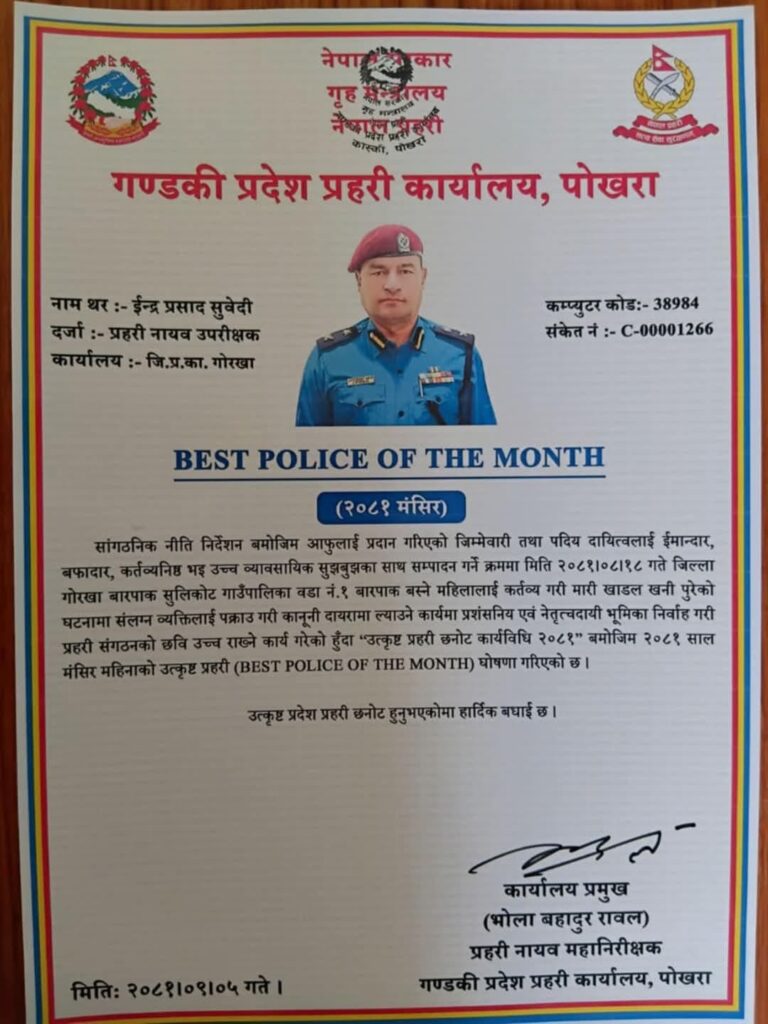 नेपाल सरकार
गृह मन्त्रालय
नेपाल प्रहरी
गण्डकी प्रदेश प्रहरी कार्यालय, पोखरा
नाम थर :- ईन्द्र प्रसाद सुवेदी
दर्जा :- प्रहरी नायव उपरीक्षक
कार्यालय :- जि.प्र.का. गोरखा
कम्प्युटर कोड:- 38984
संकेत नं :- C-00001266
BEST POLICE OF THE MONTH
(२०८१ मंसिर)
सांगठनिक नीति निर्देशन बमोजिम आफुलाई प्रदान गरिएको जिम्मेवारी तथा पदिय दायित्वलाई ईमान्दार,
बफादार, कर्तव्यनिष्ठ भइ उच्च व्यावसायिक सुझबुझका साथ सम्पादन गर्ने क्रममा मिति २०८१।०८।१८ गते जिल्ला
गोरखा बारपाक सुलिकोट गाउँपालिका वडा नं.१ बारपाक बस्ने महिलालाई कर्तव्य गरी मारी खाडल खनी पुरेको
घटनामा संलग्न व्यक्तिलाई पक्राउ गरी कानूनी दायरामा ल्याउने कार्यमा प्रशंसनिय एवं नेतृत्वदायी भूमिका निर्वाह गरी
प्रहरी संगठनको छवि उच्च राख्ने कार्य गरेको हुँदा “उत्कृष्ट प्रहरी छनोट कार्यविधि २०८१” बमोजिम २०८१ साल
मंसिर महिनाको उत्कृष्ट प्रहरी (BEST POLICE OF THE MONTH) घोषणा गरिएको छ ।
उत्कृष्ट प्रदेश प्रहरी छनोट हुनुभएकोमा हार्दिक बधाई छ ।
कार्यालय प्रमुख
(भोला बहादुर रावल)
प्रहरी नायव महानिरीक्षक
गण्डकी प्रदेश प्रहरी कार्यालय, पोखरा
मितिः २०८१।०९।०५ गते ।